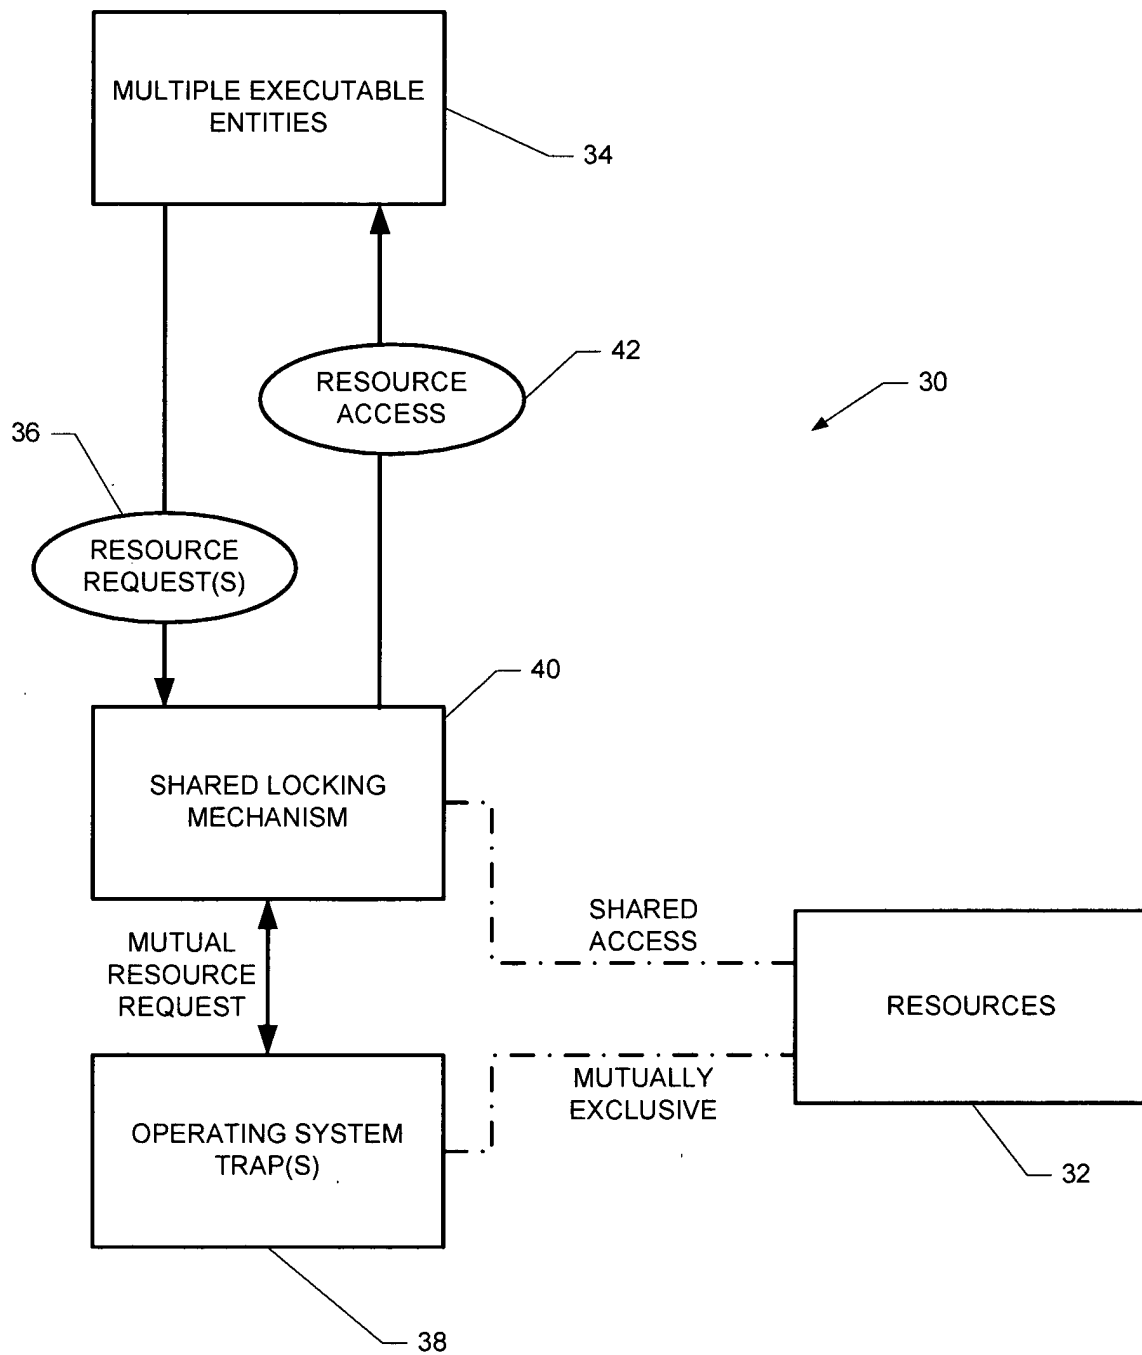 MULTIPLE EXECUTABLE
ENTITIES
34
42
RESOURCE
ACCESS
30
36
RESOURCE
REQUEST(S)
40
SHARED LOCKING
MECHANISM
SHARED
ACCESS
MUTUAL
RESOURCE
REQUEST
RESOURCES
MUTUALLY
EXCLUSIVE
OPERATING SYSTEM
TRAP(S)
32
38